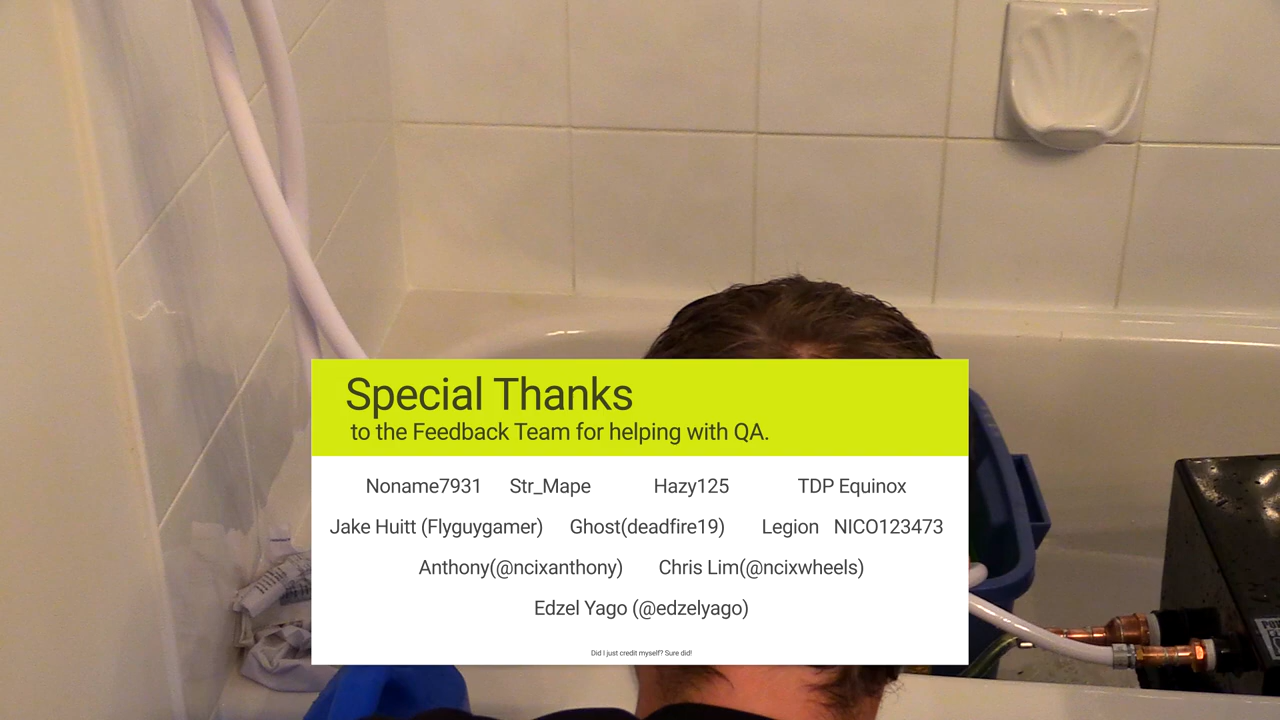 Special Thanks
to the Feedback Team for helping with QA.
Noname7931 Str_Mape Hazy125 TDP Equinox
Jake Huitt (Flyguygamer) Ghost(deadfire19) Legion NICO123473
Anthony(@ncixanthony) Chris Lim(@ncixwheels)
Edzel Yago (@edzelyago)
Did I just credit myself? Sure did!